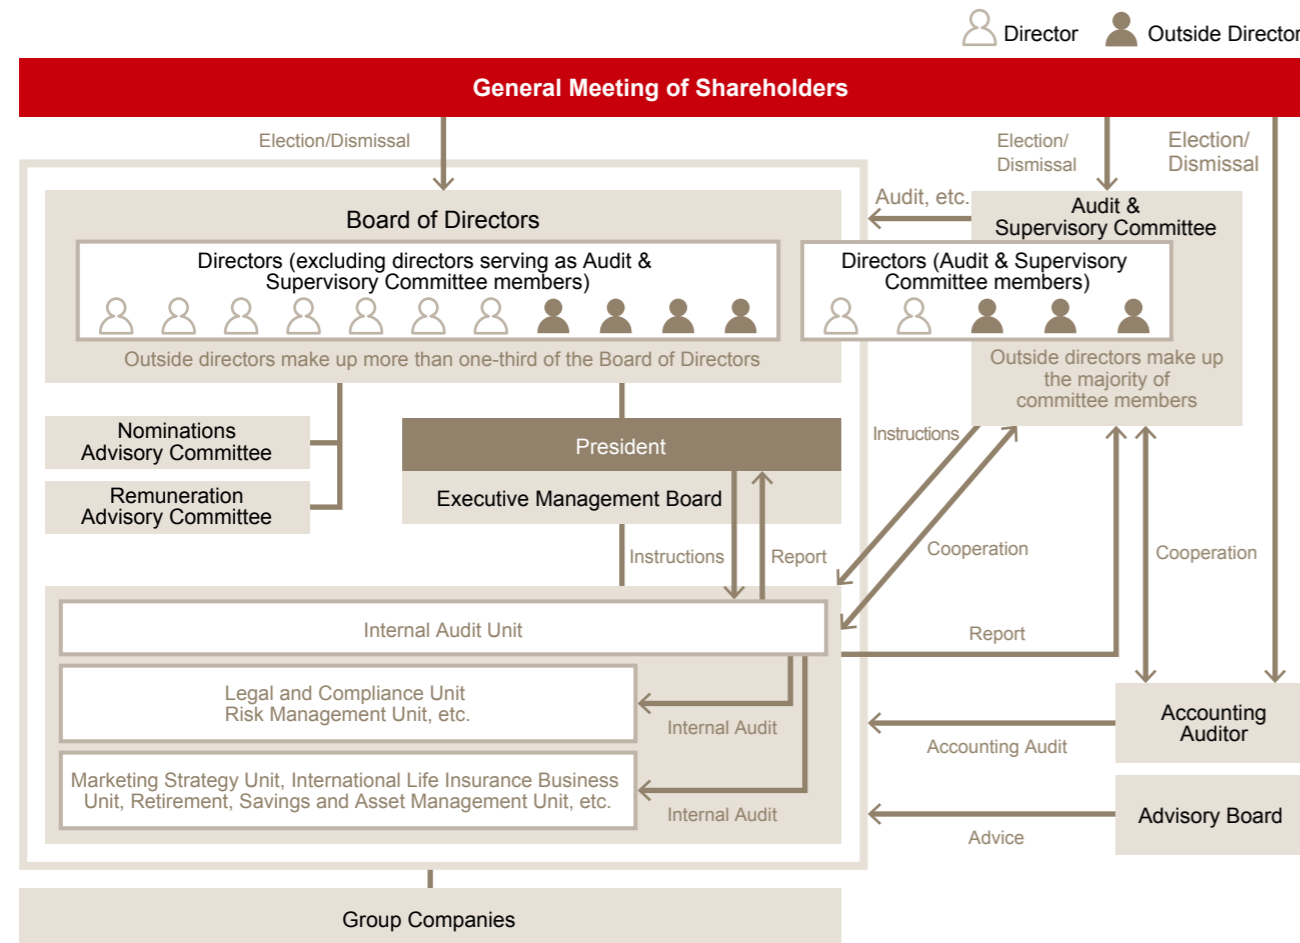 Director
Outside Director
General Meeting of Shareholders
Election/Dismissal
Election/
Dismissal
Election/
Dismissal
Audit, etc.
Board of Directors
Directors (excluding directors serving as Audit &
Supervisory Committee members)
Outside directors make up more than one-third of the Board of Directors
Audit &
Supervisory Committee
Directors (Audit & Supervisory
Committee members)
Outside directors make up
the majority of
committee members
Nominations
Advisory Committee
Remuneration
Advisory Committee
President
Executive Management Board
Instructions
Report
Instructions
Cooperation
Cooperation
Report
Internal Audit Unit
Legal and Compliance Unit
Risk Management Unit, etc.
Internal Audit
Marketing Strategy Unit, International Life Insurance Business
Unit, Retirement, Savings and Asset Management Unit, etc.
Internal Audit
Accounting Audit
Accounting
Auditor
Advice
Advisory Board
Group Companies